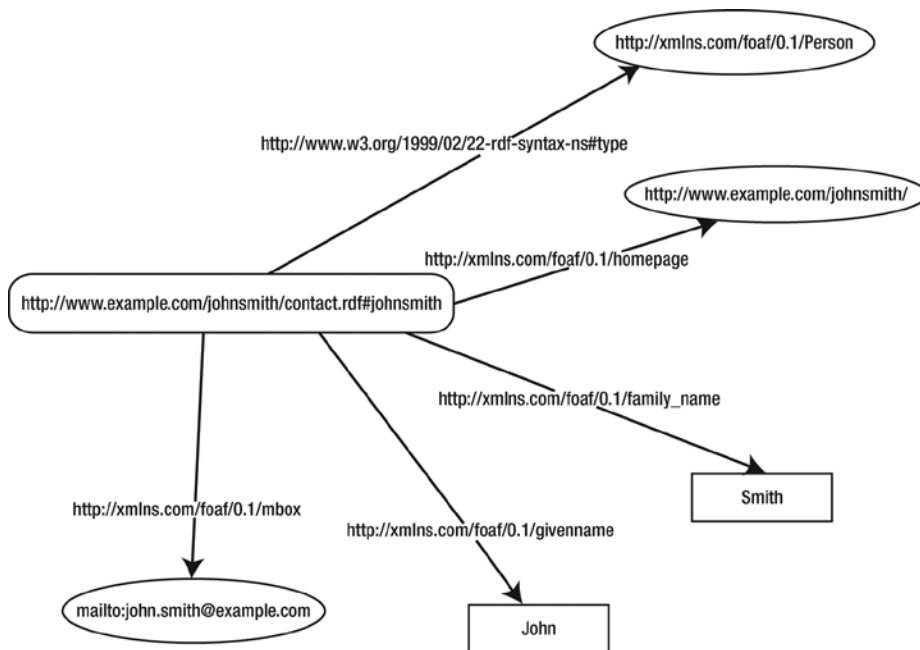 http://xmlns.com/foaf/0.1/Person
http://www.w3.org/1999/02/22-rdf-syntax-ns#type
http://www.example.com/johnsmith/
http://xmlns.com/foaf/0.1/homepage
http://www.example.com/johnsmith/contact.rdf#johnsmith
http://xmlns.com/foaf/0.1/family_name
Smith
http://xmlns.com/foaf/0.1/mbox
http://xmlns.com/foaf/0.1/givenname
mailto:john.smith@example.com
John